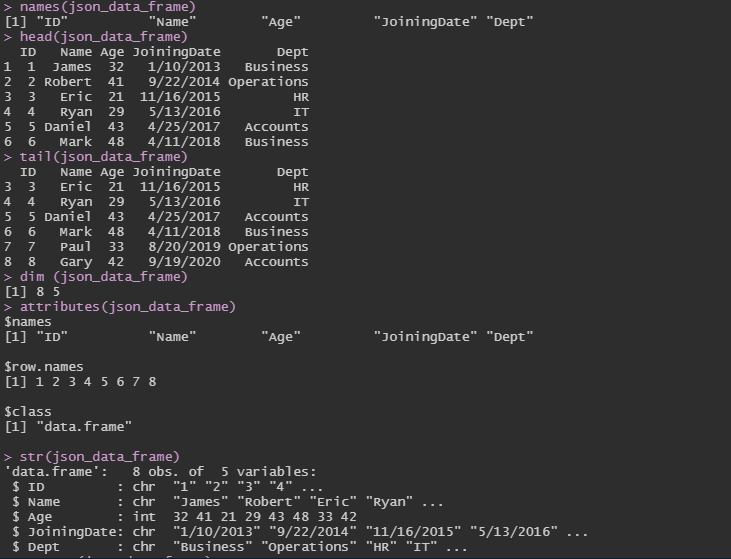 > names(json_data_frame)
[1] "ID"          "Name"        "Age"         "JoiningDate" "Dept"
> head(json_data_frame)
  ID   Name Age JoiningDate       Dept
1  1  James  32   1/10/2013   Business
2  2 Robert  41   9/22/2014 Operations
3  3   Eric  21  11/16/2015         HR
4  4   Ryan  29   5/13/2016         IT
5  5 Daniel  43   4/25/2017   Accounts
6  6   Mark  48   4/11/2018   Business
> tail(json_data_frame)
  ID   Name Age JoiningDate       Dept
3  3   Eric  21  11/16/2015         HR
4  4   Ryan  29   5/13/2016         IT
5  5 Daniel  43   4/25/2017   Accounts
6  6   Mark  48   4/11/2018   Business
7  7   Paul  33   8/20/2019 Operations
8  8   Gary  42   9/19/2020   Accounts
> dim (json_data_frame)
[1] 8 5
> attributes(json_data_frame)
$names
[1] "ID"          "Name"        "Age"         "JoiningDate" "Dept"
$row.names
[1] 1 2 3 4 5 6 7 8
$class
[1] "data.frame"
> str(json_data_frame)
'data.frame':   8 obs. of  5 variables:
 $ ID         : chr  "1" "2" "3" "4" ...
 $ Name       : chr  "James" "Robert" "Eric" "Ryan" ...
 $ Age        : int  32 41 21 29 43 48 33 42
 $ JoiningDate: chr  "1/10/2013" "9/22/2014" "11/16/2015" "5/13/2016" ...
 $ Dept       : chr  "Business" "Operations" "HR" "IT" ...